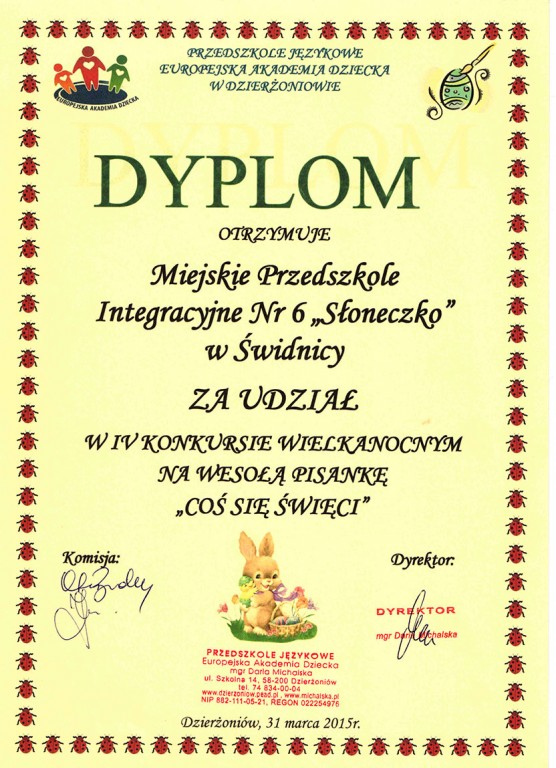 PRZEDSZKOLE JĘZYKOWE
EUROPEJSKA AKADEMIA DZIECKA
W DZIERŻONIOWIE
EUROPEJSKA AKADEMIA DZIECKA
DYPLOM
OTRZYMUJE
Miejskie Przedszkole
Integracyjne Nr 6 „Słoneczko”
w Świdnicy
ZA UDZIAŁ
W IV KONKURSIE WIELKANOCNYM
NA WESOŁĄ PISANKĘ
„COŚ SIĘ ŚWIĘCI”
Komisja:
Dyrektor:
DYREKTOR
mgr Daria Michalska
PRZEDSZKOLE JĘZYKOWE
Europejska Akademia Dziecka
mgr Daria Michalska
ul. Szkolna 14, 58-200 Dzierżoniów
tel. 74 834-00-04
www.dzierzoniow.pead.pl, www.michalska.pl
NIP 882-111-05-21, REGON 022254976
Dzierżoniów, 31 marca 2015r.